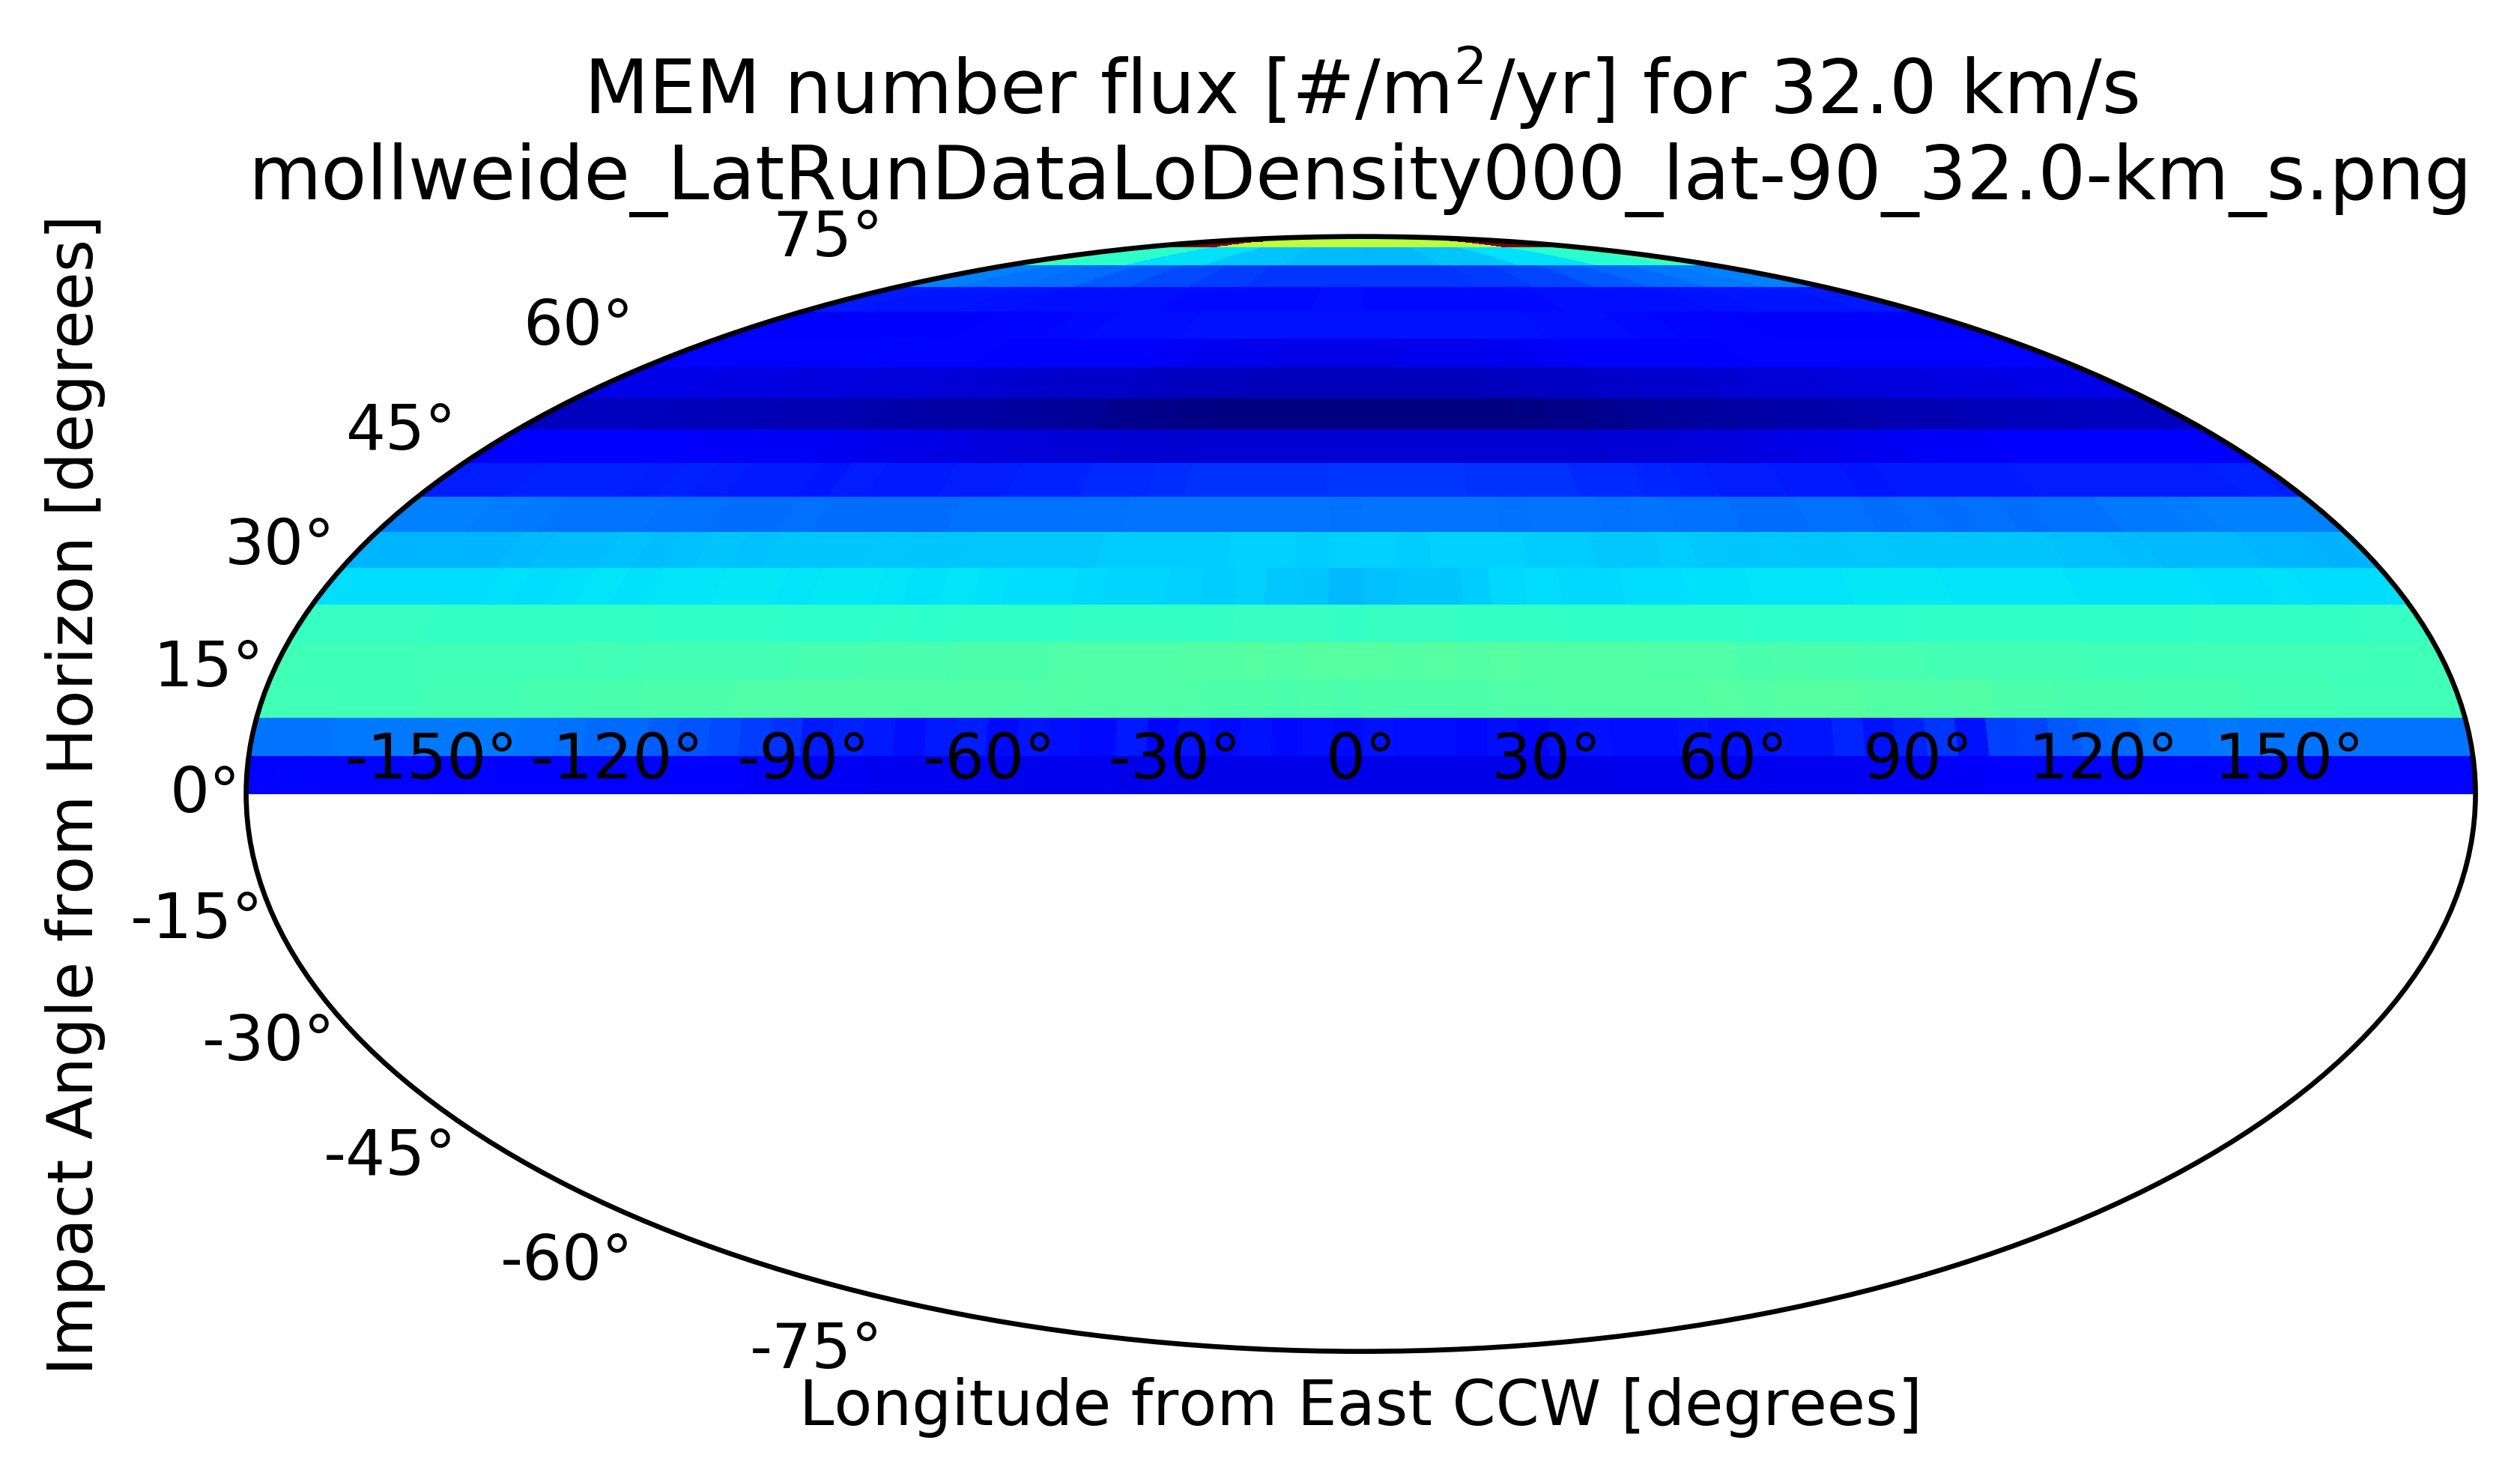 MEM number flux [#/m²/yr] for 32.0 km/s
mollweide_LatRunDataLoDensity000_lat-90_32.0-km_s.png
Impact Angle from Horizon [degrees]
75°
60°
45°
30°
15°
0°
-150° -120° -90° -60° -30° 0° 30° 60° 90° 120° 150°
-15°
-30°
-45°
-60°
-75°
Longitude from East CCW [degrees]